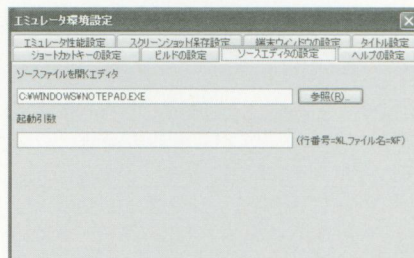 エミュレータ環境設定
エミュレータ性能設定 スクリーンショット保存設定 端末ウィンドウの設定 タイトル設定
ショートカットキーの設定 ビルドの設定 ソースエディタの設定 ヘルプの設定
ソースファイルを開くエディタ
C:¥WINDOWS¥NOTEPAD.EXE 参照(R)...
起動引数
(行番号=%L,ファイル名=%F)